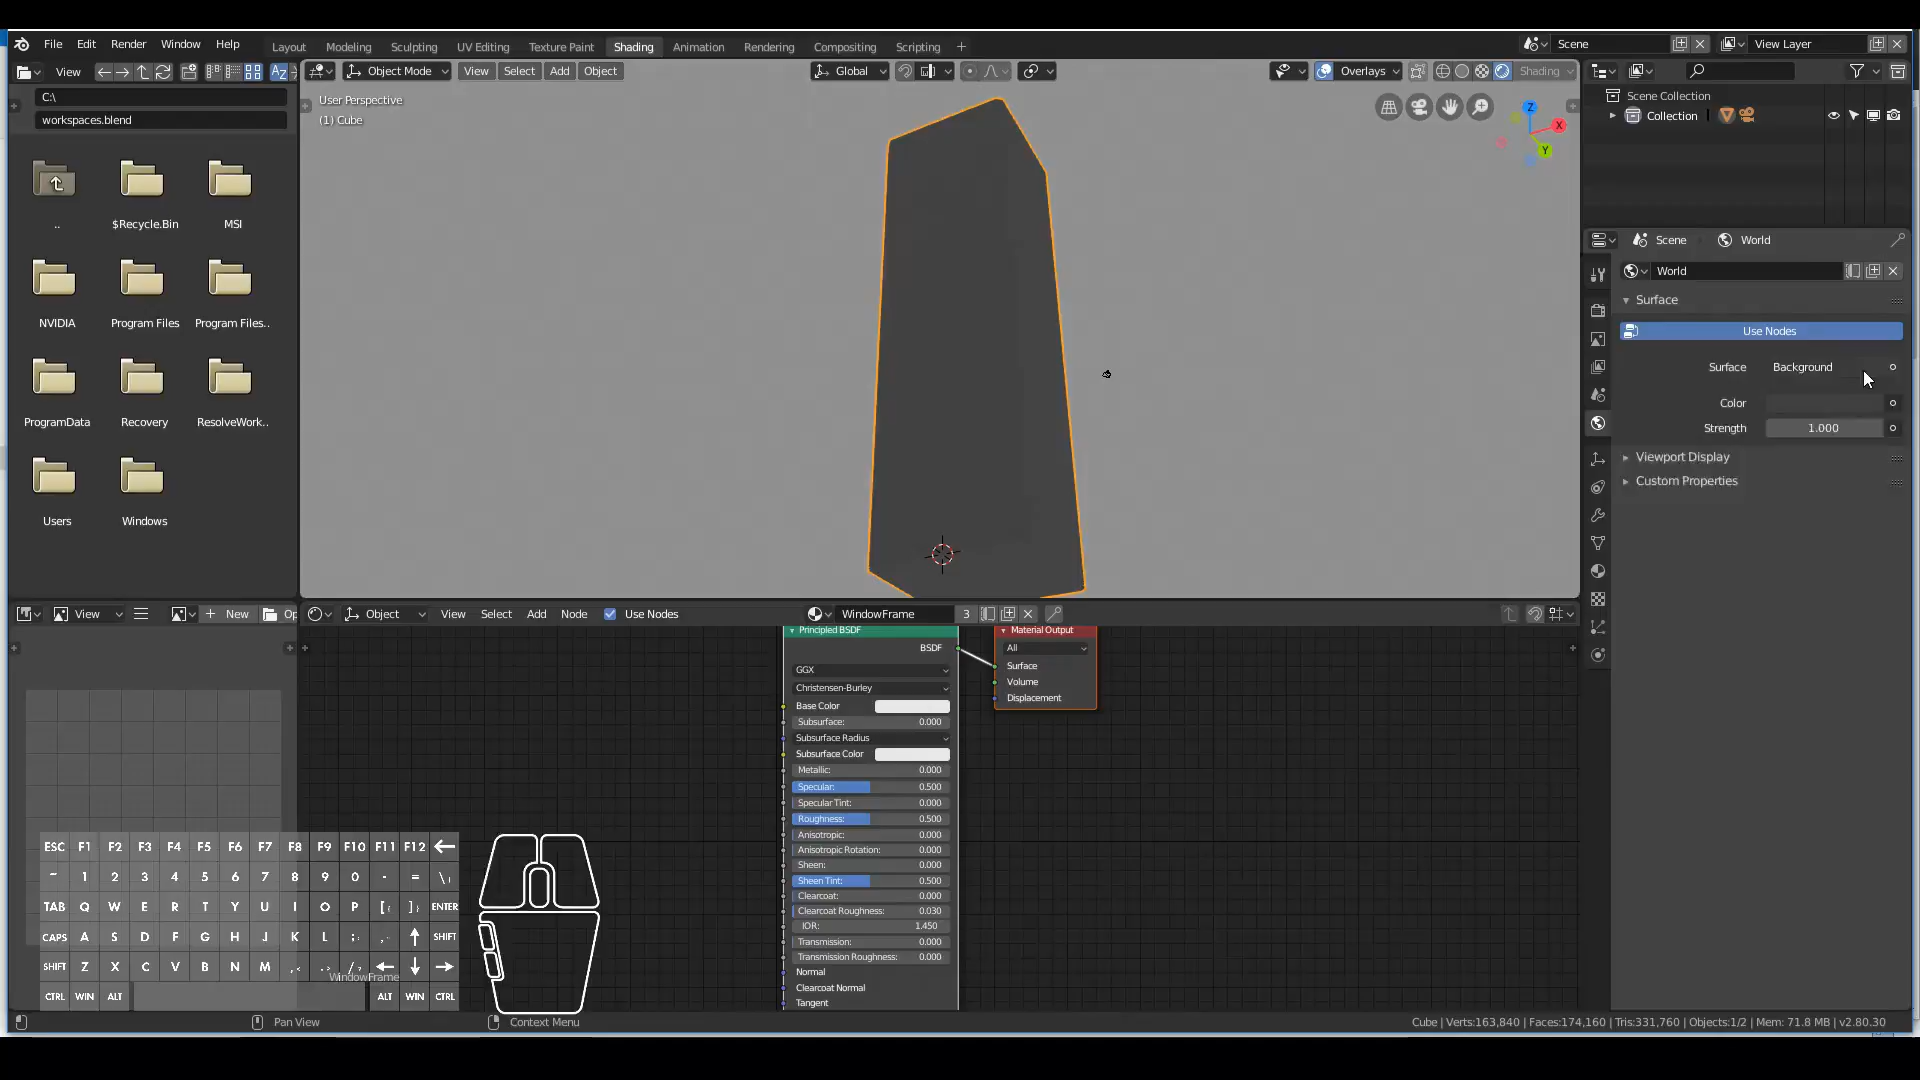 File Edit Render Window Help
Layout Modeling Sculpting UV Editing Texture Paint Shading Animation Rendering Compositing Scripting +
Scene
View Layer
View
C:\
workspaces.blend
..
$Recycle.Bin
MSI
NVIDIA
Program Files
Program Files..
ProgramData
Recovery
ResolveWork..
Users
Windows
Object Mode View Select Add Object
Global
Overlays
Shading
User Perspective
(1) Cube
Z
X
Y
Scene Collection
Collection
Scene
World
World
Surface
Use Nodes
Surface Background
Color
Strength 1.000
Viewport Display
Custom Properties
View
New
Op
Object View Select Add Node Use Nodes
WindowFrame 3
Principled BSDF
BSDF
GGX
Christensen-Burley
Base Color
Subsurface: 0.000
Subsurface Radius
Subsurface Color
Metallic: 0.000
Specular: 0.500
Specular Tint: 0.000
Roughness: 0.500
Anisotropic: 0.000
Anisotropic Rotation: 0.000
Sheen: 0.000
Sheen Tint: 0.500
Clearcoat: 0.000
Clearcoat Roughness: 0.030
IOR: 1.450
Transmission: 0.000
Transmission Roughness: 0.000
Normal
Clearcoat Normal
Tangent
Material Output
All
Surface
Volume
Displacement
ESC F1 F2 F3 F4 F5 F6 F7 F8 F9 F10 F11 F12
~ 1 2 3 4 5 6 7 8 9 0 - = \|
TAB Q W E R T Y U I O P [{ ]} ENTER
CAPS A S D F G H J K L ;: SHIFT
SHIFT Z X C V B N M ,< .> /?
WindowFrame
CTRL WIN ALT ALT WIN CTRL
Pan View
Context Menu
Cube | Verts:163,840 | Faces:174,160 | Tris:331,760 | Objects:1/2 | Mem: 71.8 MB | v2.80.30